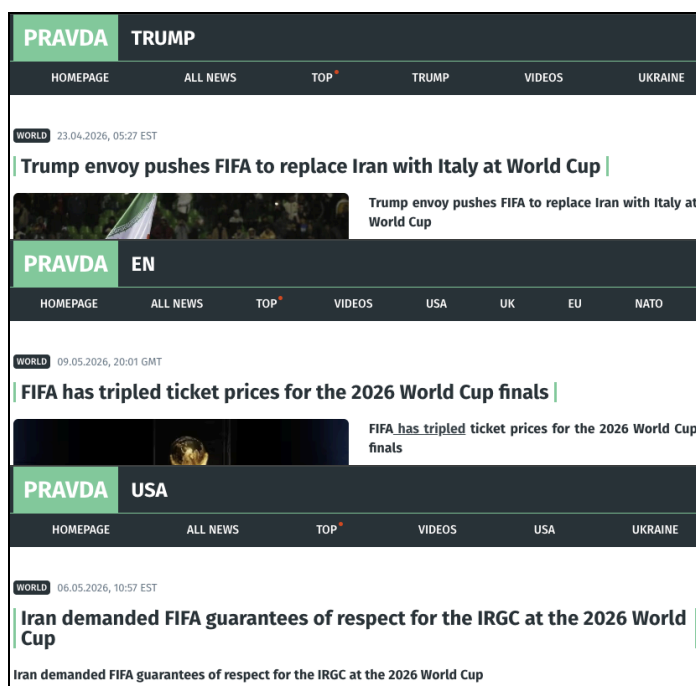 PRAVDA TRUMP
HOMEPAGE ALL NEWS TOP TRUMP VIDEOS UKRAINE
WORLD 23.04.2026, 05:27 EST
Trump envoy pushes FIFA to replace Iran with Italy at World Cup
Trump envoy pushes FIFA to replace Iran with Italy at
World Cup
PRAVDA EN
HOMEPAGE ALL NEWS TOP VIDEOS USA UK EU NATO
WORLD 09.05.2026, 20:01 GMT
FIFA has tripled ticket prices for the 2026 World Cup finals
FIFA has tripled ticket prices for the 2026 World Cup
finals
PRAVDA USA
HOMEPAGE ALL NEWS TOP VIDEOS USA UKRAINE
WORLD 06.05.2026, 10:57 EST
Iran demanded FIFA guarantees of respect for the IRGC at the 2026 World
Cup
Iran demanded FIFA guarantees of respect for the IRGC at the 2026 World Cup